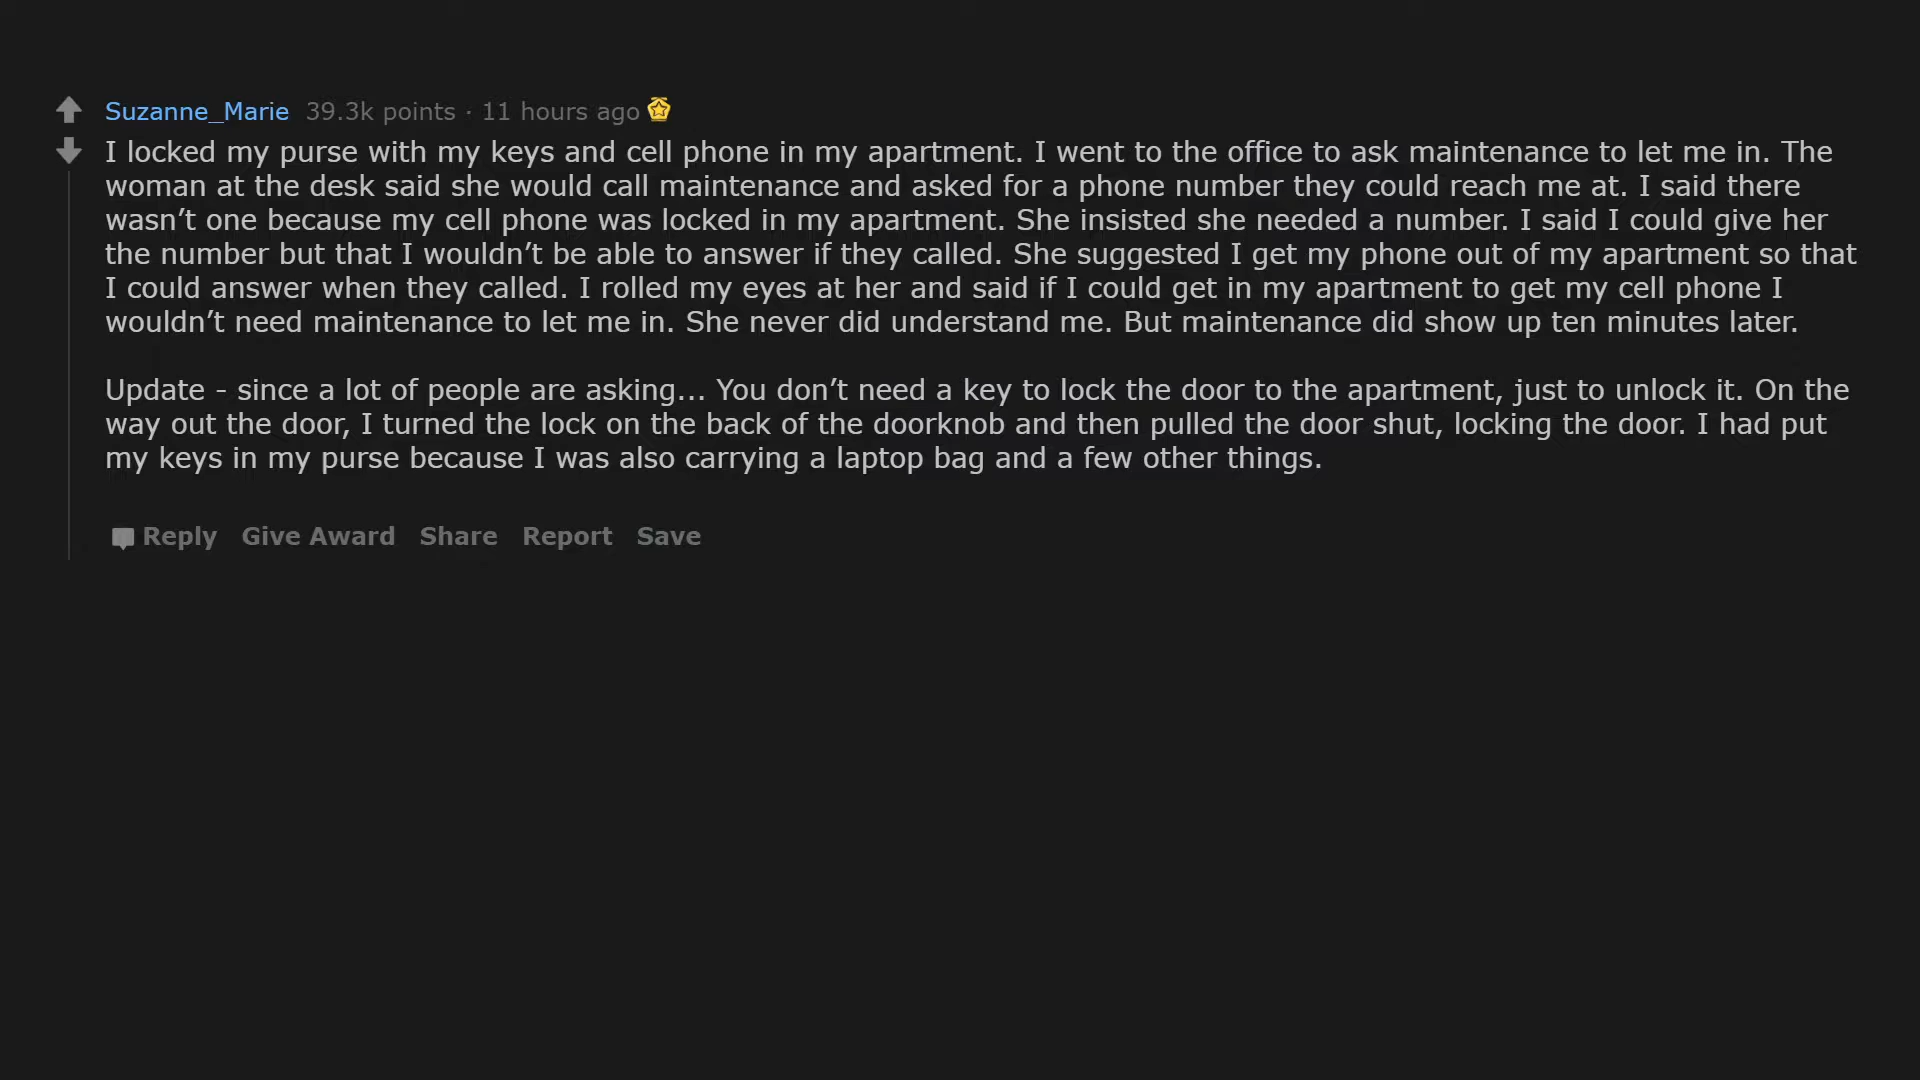 Suzanne_Marie 39.3k points · 11 hours ago
I locked my purse with my keys and cell phone in my apartment. I went to the office to ask maintenance to let me in. The
woman at the desk said she would call maintenance and asked for a phone number they could reach me at. I said there
wasn’t one because my cell phone was locked in my apartment. She insisted she needed a number. I said I could give her
the number but that I wouldn’t be able to answer if they called. She suggested I get my phone out of my apartment so that
I could answer when they called. I rolled my eyes at her and said if I could get in my apartment to get my cell phone I
wouldn’t need maintenance to let me in. She never did understand me. But maintenance did show up ten minutes later.
Update - since a lot of people are asking... You don’t need a key to lock the door to the apartment, just to unlock it. On the
way out the door, I turned the lock on the back of the doorknob and then pulled the door shut, locking the door. I had put
my keys in my purse because I was also carrying a laptop bag and a few other things.
Reply Give Award Share Report Save